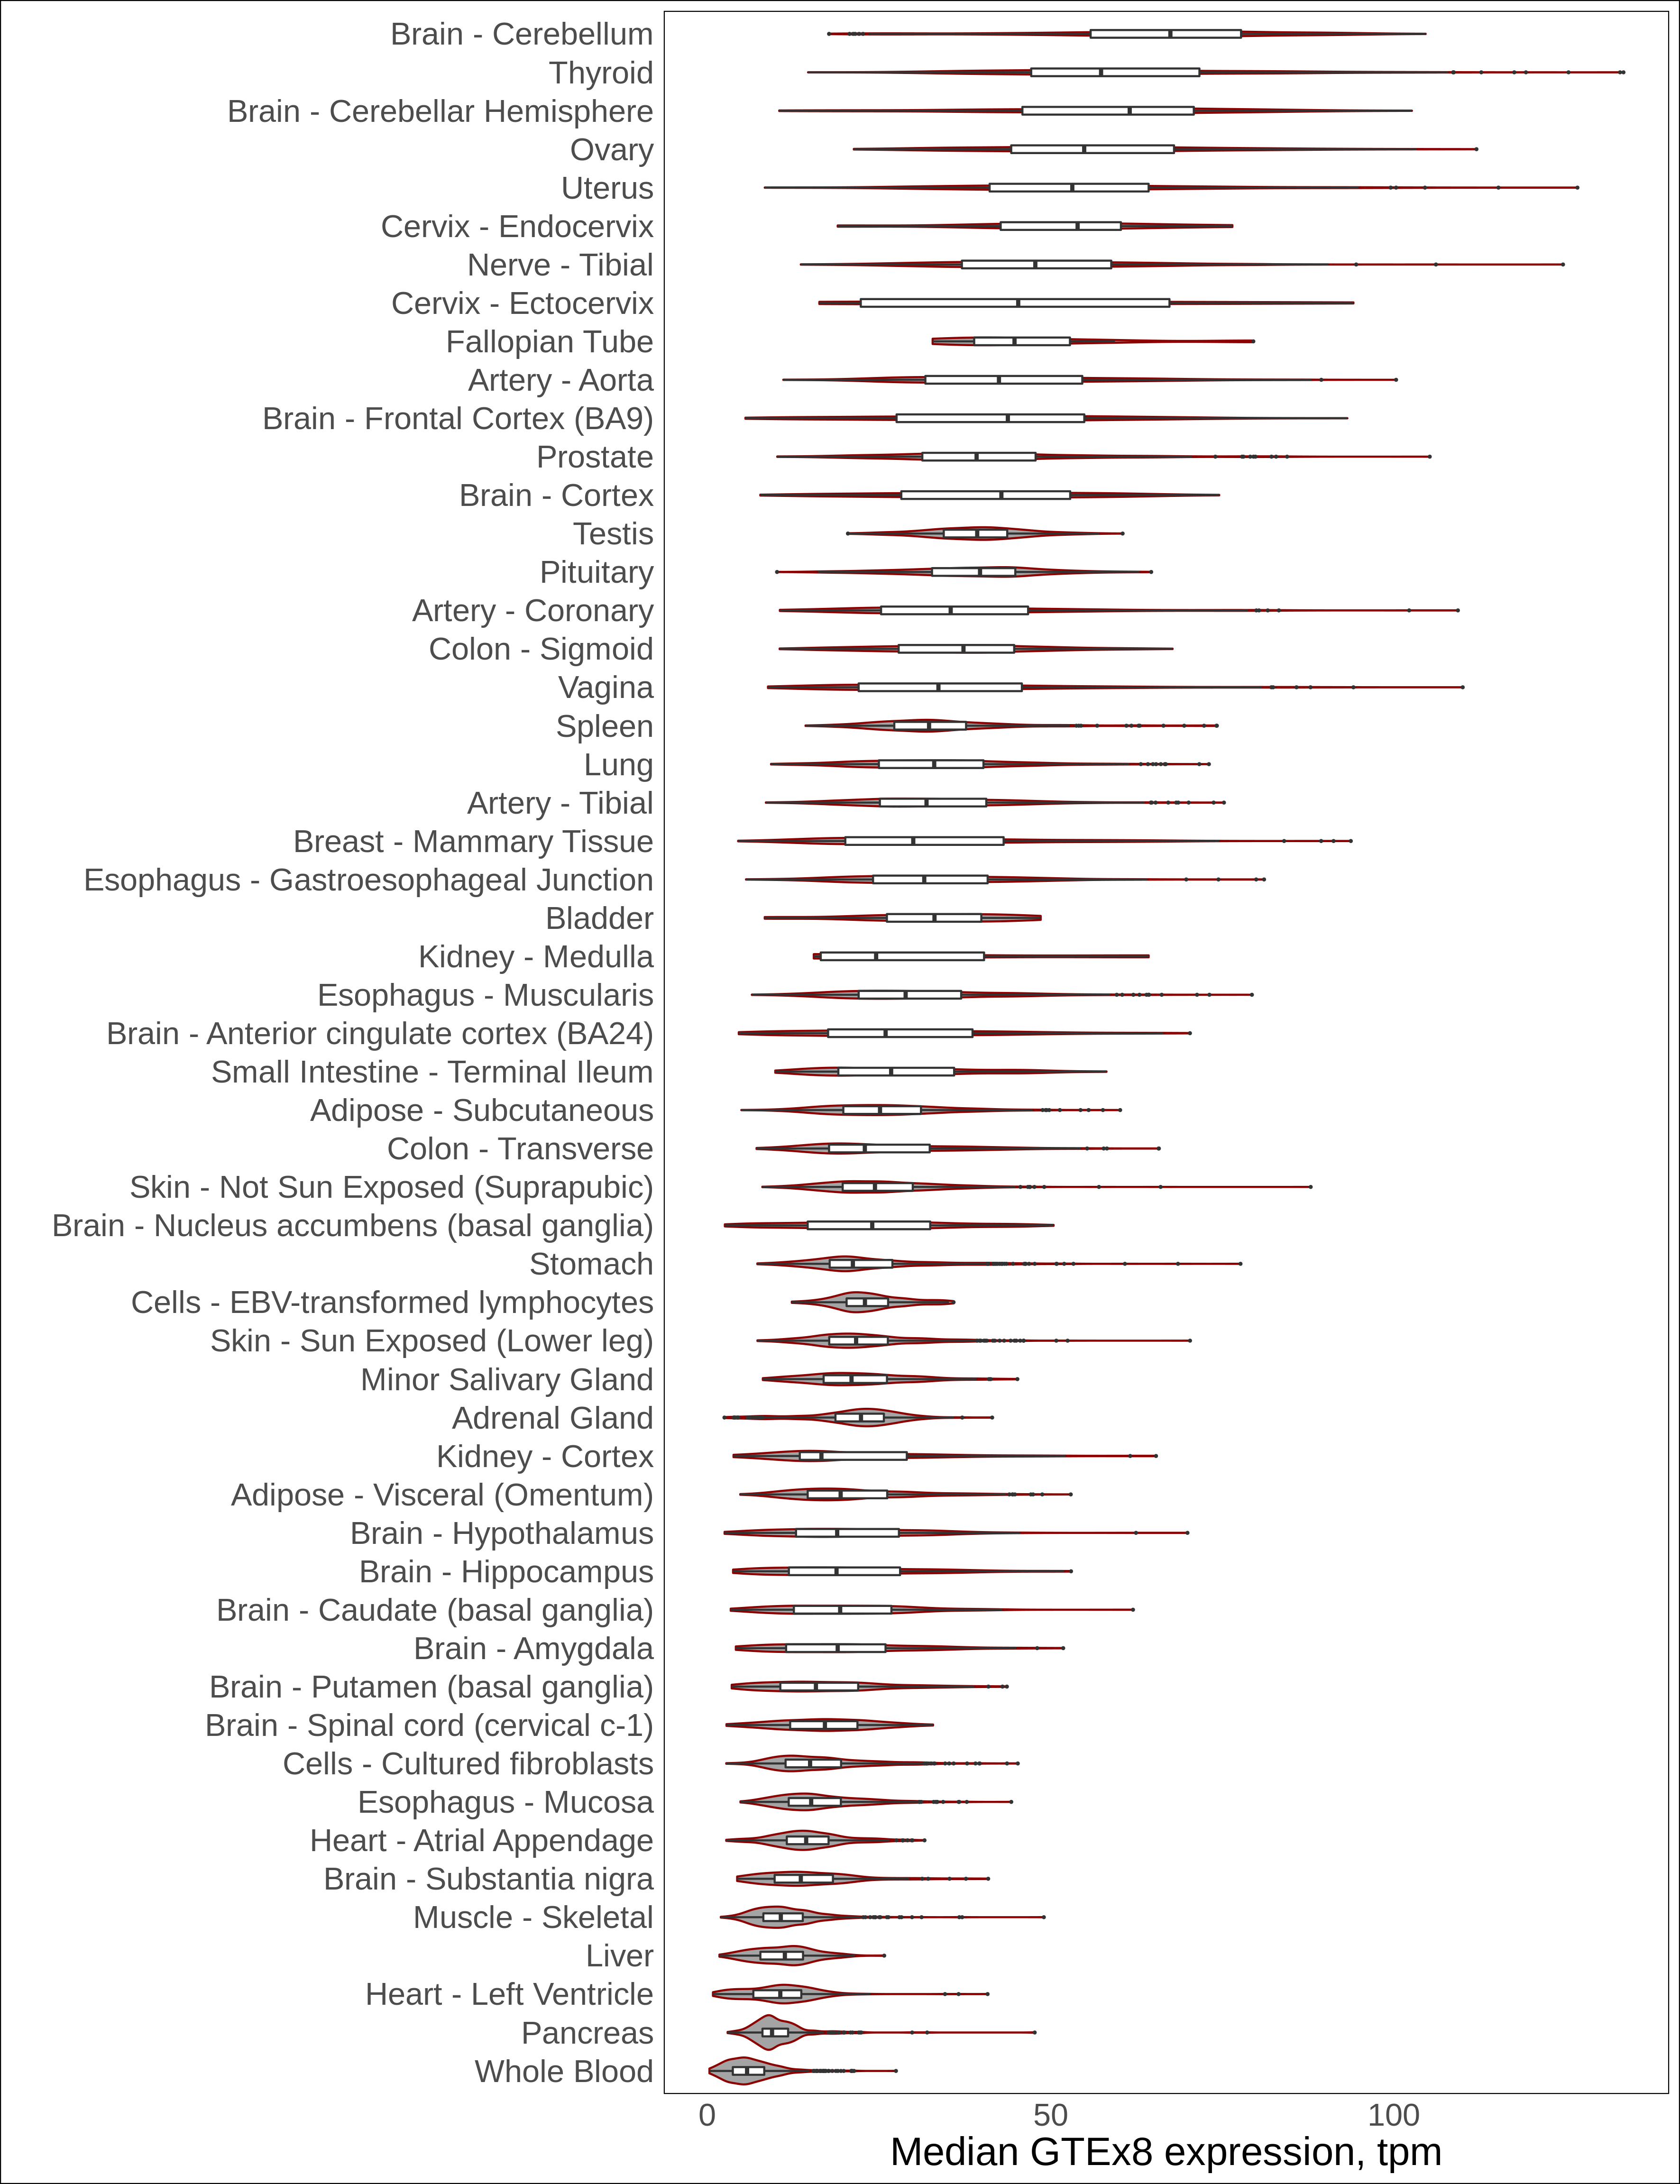 Brain - Cerebellum
Thyroid
Brain - Cerebellar Hemisphere
Ovary
Uterus
Cervix - Endocervix
Nerve - Tibial
Cervix - Ectocervix
Fallopian Tube
Artery - Aorta
Brain - Frontal Cortex (BA9)
Prostate
Brain - Cortex
Testis
Pituitary
Artery - Coronary
Colon - Sigmoid
Vagina
Spleen
Lung
Artery - Tibial
Breast - Mammary Tissue
Esophagus - Gastroesophageal Junction
Bladder
Kidney - Medulla
Esophagus - Muscularis
Brain - Anterior cingulate cortex (BA24)
Small Intestine - Terminal Ileum
Adipose - Subcutaneous
Colon - Transverse
Skin - Not Sun Exposed (Suprapubic)
Brain - Nucleus accumbens (basal ganglia)
Stomach
Cells - EBV-transformed lymphocytes
Skin - Sun Exposed (Lower leg)
Minor Salivary Gland
Adrenal Gland
Kidney - Cortex
Adipose - Visceral (Omentum)
Brain - Hypothalamus
Brain - Hippocampus
Brain - Caudate (basal ganglia)
Brain - Amygdala
Brain - Putamen (basal ganglia)
Brain - Spinal cord (cervical c-1)
Cells - Cultured fibroblasts
Esophagus - Mucosa
Heart - Atrial Appendage
Brain - Substantia nigra
Muscle - Skeletal
Liver
Heart - Left Ventricle
Pancreas
Whole Blood
0 50 100
Median GTEx8 expression, tpm